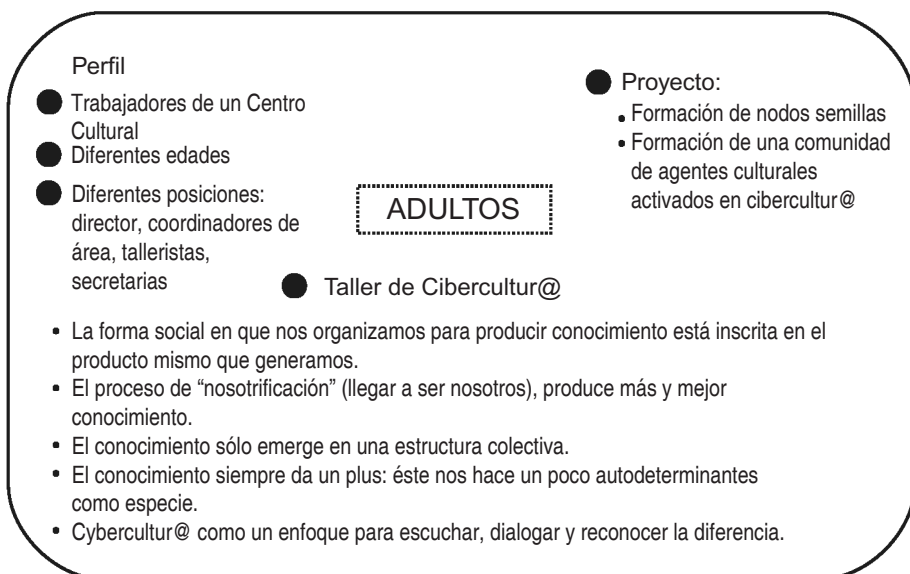 Perfil
● Trabajadores de un Centro
Cultural
● Diferentes edades
● Diferentes posiciones:
director, coordinadores de
área, talleristas,
secretarias
● Proyecto:
• Formación de nodos semillas
• Formación de una comunidad
de agentes culturales
activados en cibercultur@
ADULTOS
● Taller de Cibercultur@
• La forma social en que nos organizamos para producir conocimiento está inscrita en el
producto mismo que generamos.
• El proceso de “nosotrificación” (llegar a ser nosotros), produce más y mejor
conocimiento.
• El conocimiento sólo emerge en una estructura colectiva.
• El conocimiento siempre da un plus: éste nos hace un poco autodeterminantes
como especie.
• Cybercultur@ como un enfoque para escuchar, dialogar y reconocer la diferencia.